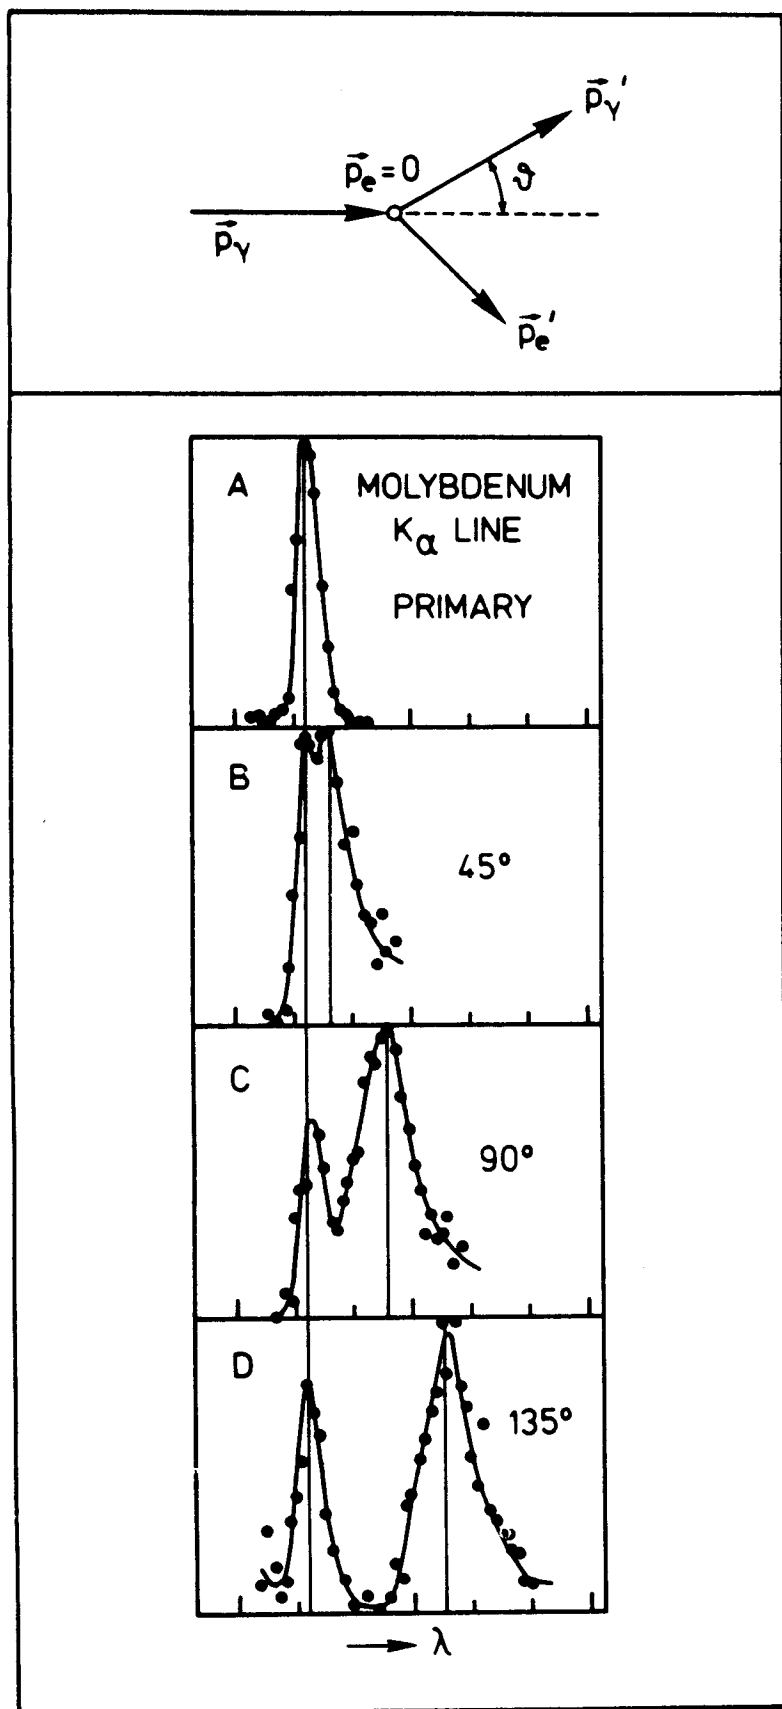 p⃗γ′
p⃗e=0
ϑ
p⃗γ
p⃗e′
A
MOLYBDENUM
Kα LINE
PRIMARY
B
45°
C
90°
D
135°
λ